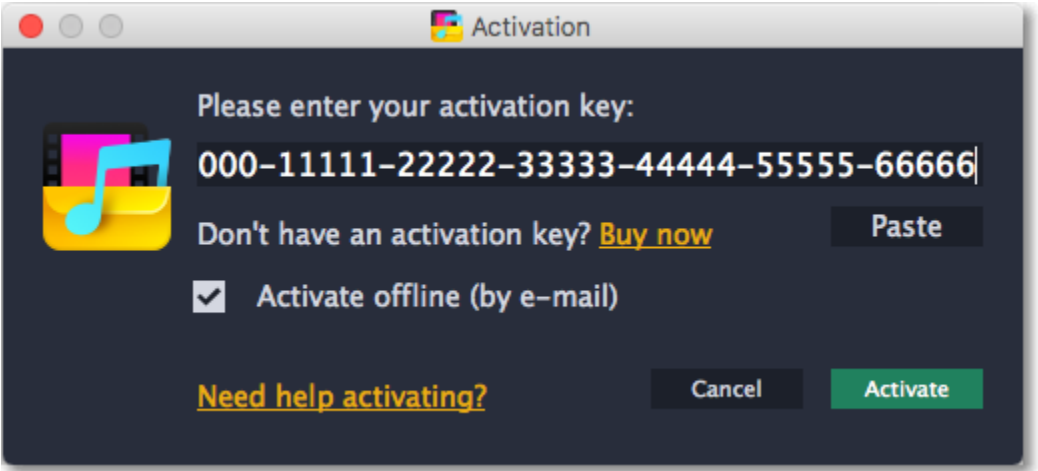 Activation
Please enter your activation key:
000-11111-22222-33333-44444-55555-66666
Don't have an activation key? Buy now
Paste
Activate offline (by e-mail)
Need help activating?
Cancel
Activate